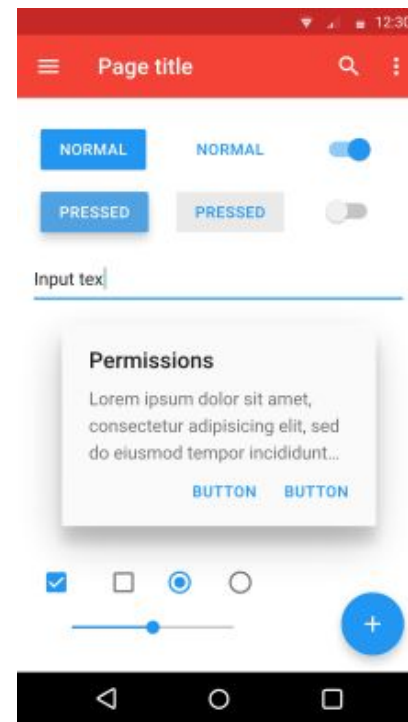 12:30
Page title
NORMAL NORMAL
PRESSED PRESSED
Input tex
Permissions
Lorem ipsum dolor sit amet,
consectetur adipisicing elit, sed
do eiusmod tempor incididunt...
BUTTON BUTTON